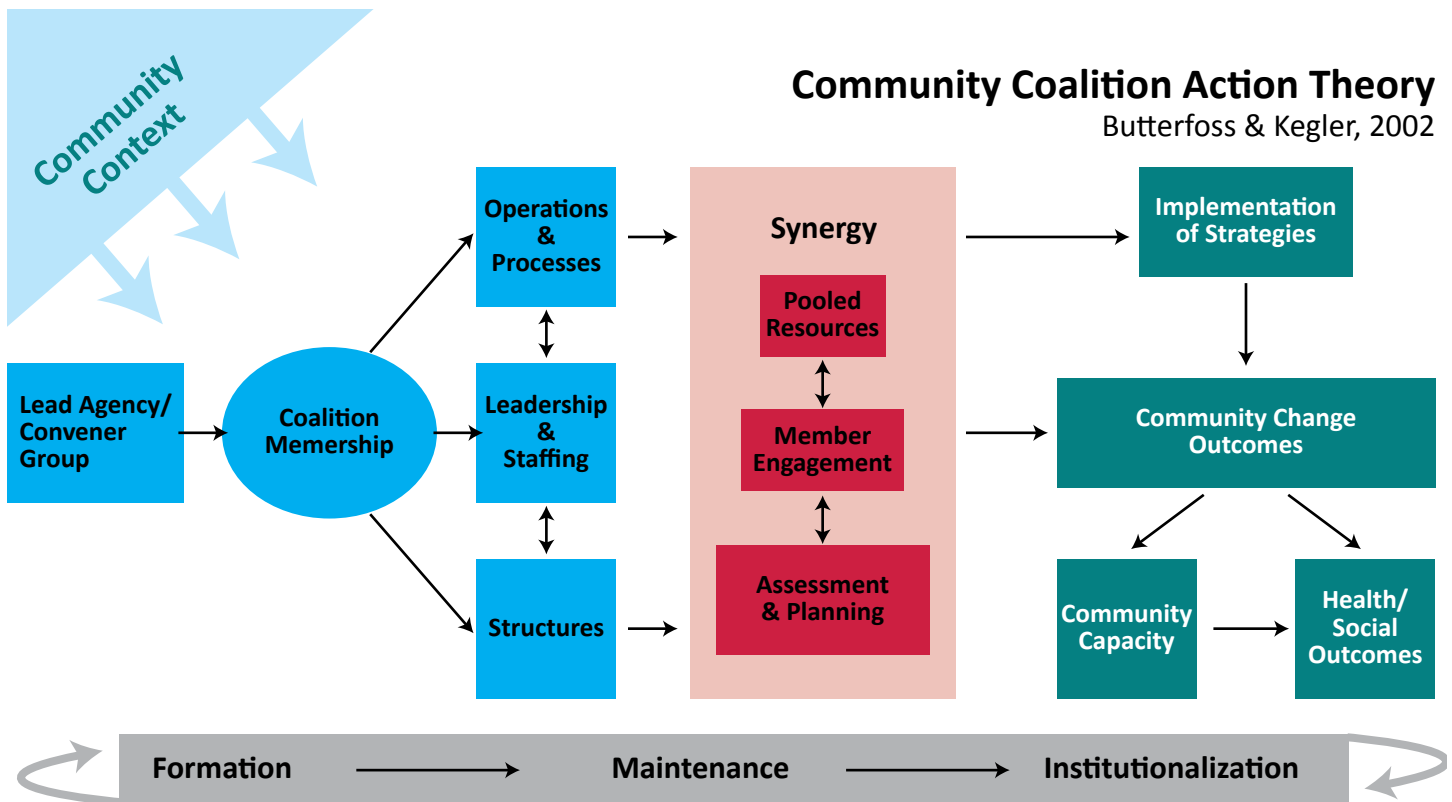 Community
Context
Community Coalition Action Theory
Butterfoss & Kegler, 2002
Lead Agency/
Convener
Group
Coalition
Memership
Operations
&
Processes
Leadership
&
Staffing
Structures
Synergy
Pooled
Resources
Member
Engagement
Assessment
& Planning
Implementation
of Strategies
Community Change
Outcomes
Community
Capacity
Health/
Social
Outcomes
Formation
Maintenance
Institutionalization